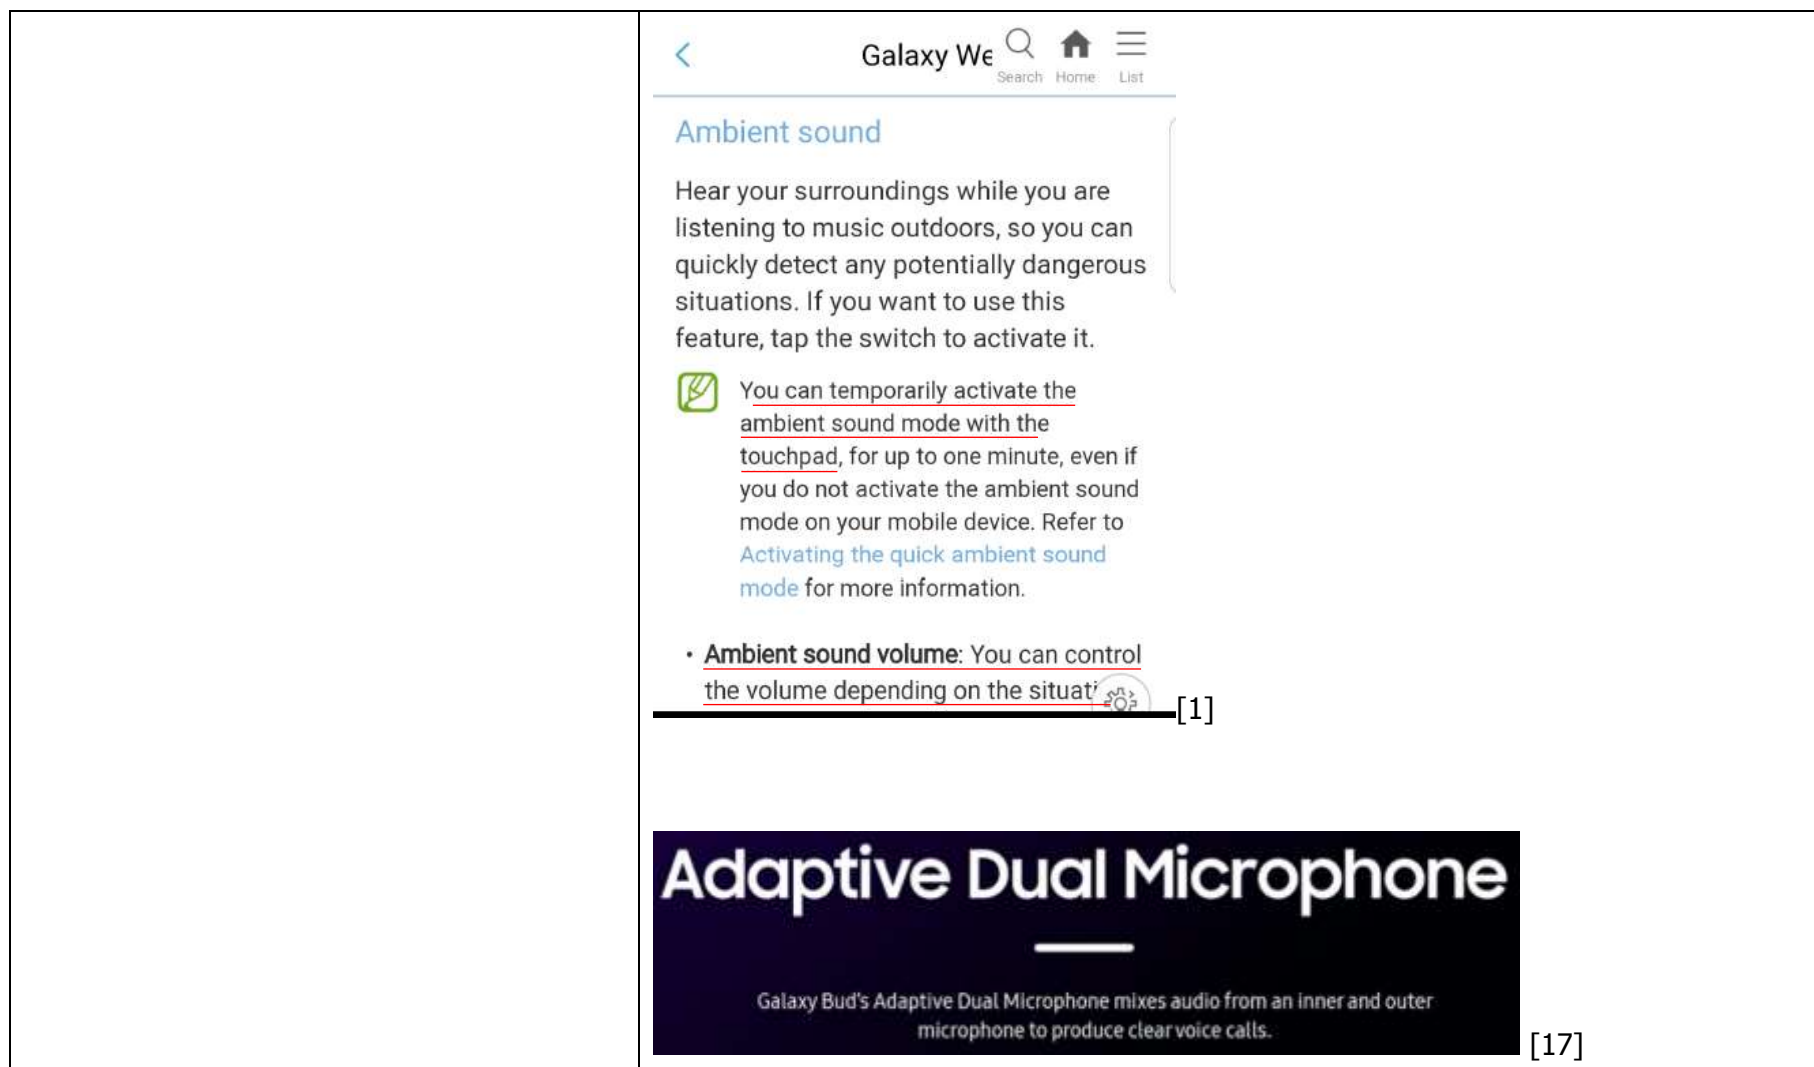 Galaxy We
Search Home List
Ambient sound
Hear your surroundings while you are
listening to music outdoors, so you can
quickly detect any potentially dangerous
situations. If you want to use this
feature, tap the switch to activate it.
You can temporarily activate the
ambient sound mode with the
touchpad, for up to one minute, even if
you do not activate the ambient sound
mode on your mobile device. Refer to
Activating the quick ambient sound
mode for more information.
• Ambient sound volume: You can control
the volume depending on the situati
[1]
Adaptive Dual Microphone
Galaxy Bud's Adaptive Dual Microphone mixes audio from an inner and outer
microphone to produce clear voice calls.
[17]